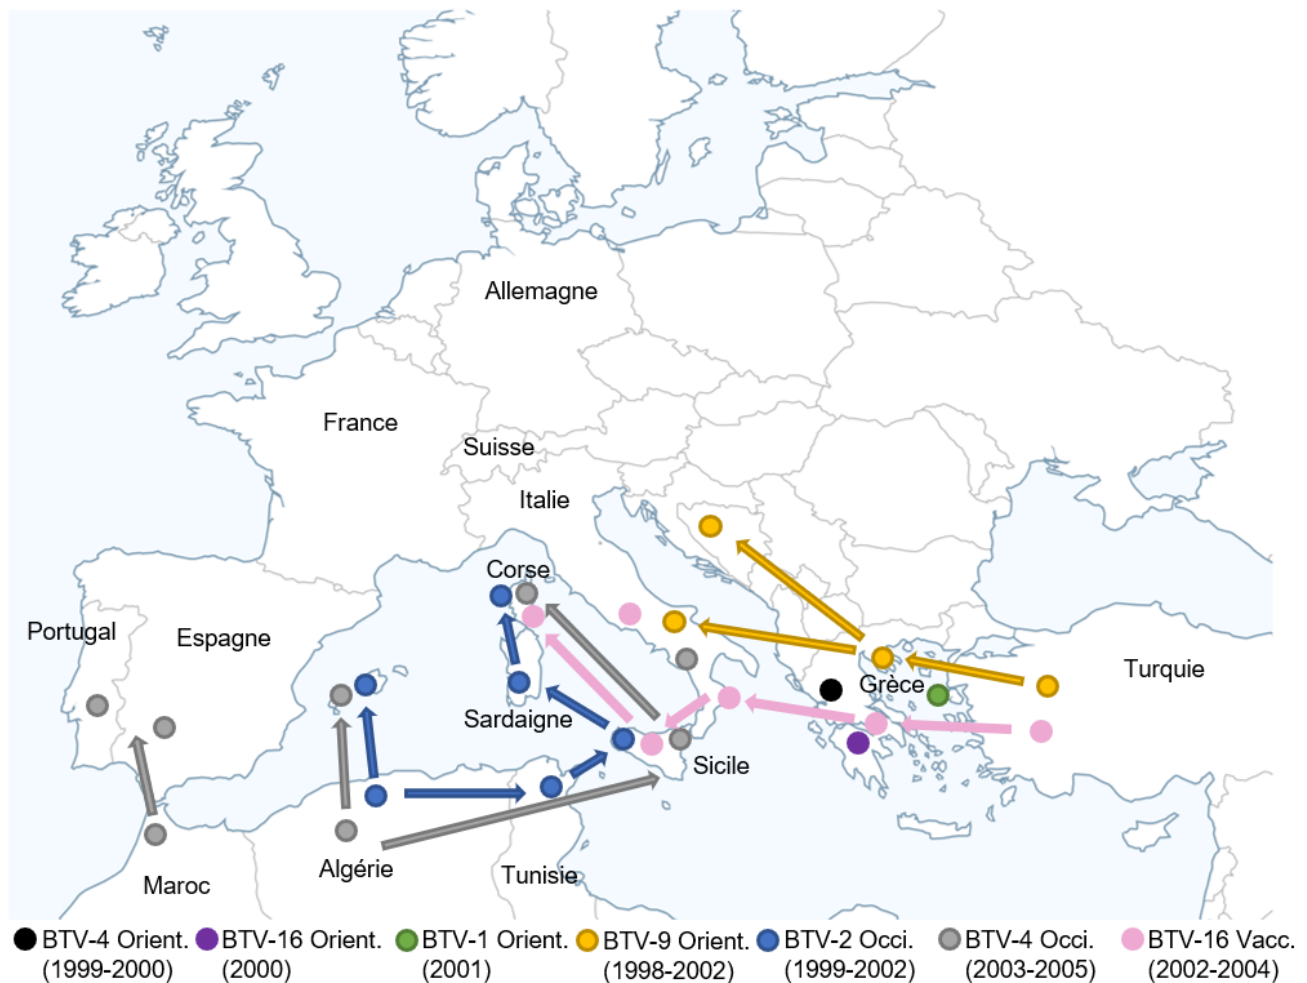 Allemagne
France
Suisse
Italie
Corse
Portugal
Espagne
Turquie
Grèce
Sardaigne
Sicile
Algérie
Tunisie
Maroc
BTV-4 Orient.
(1999-2000)
BTV-16 Orient.
(2000)
BTV-1 Orient.
(2001)
BTV-9 Orient.
(1998-2002)
BTV-2 Occi.
(1999-2002)
BTV-4 Occi.
(2003-2005)
BTV-16 Vacc.
(2002-2004)